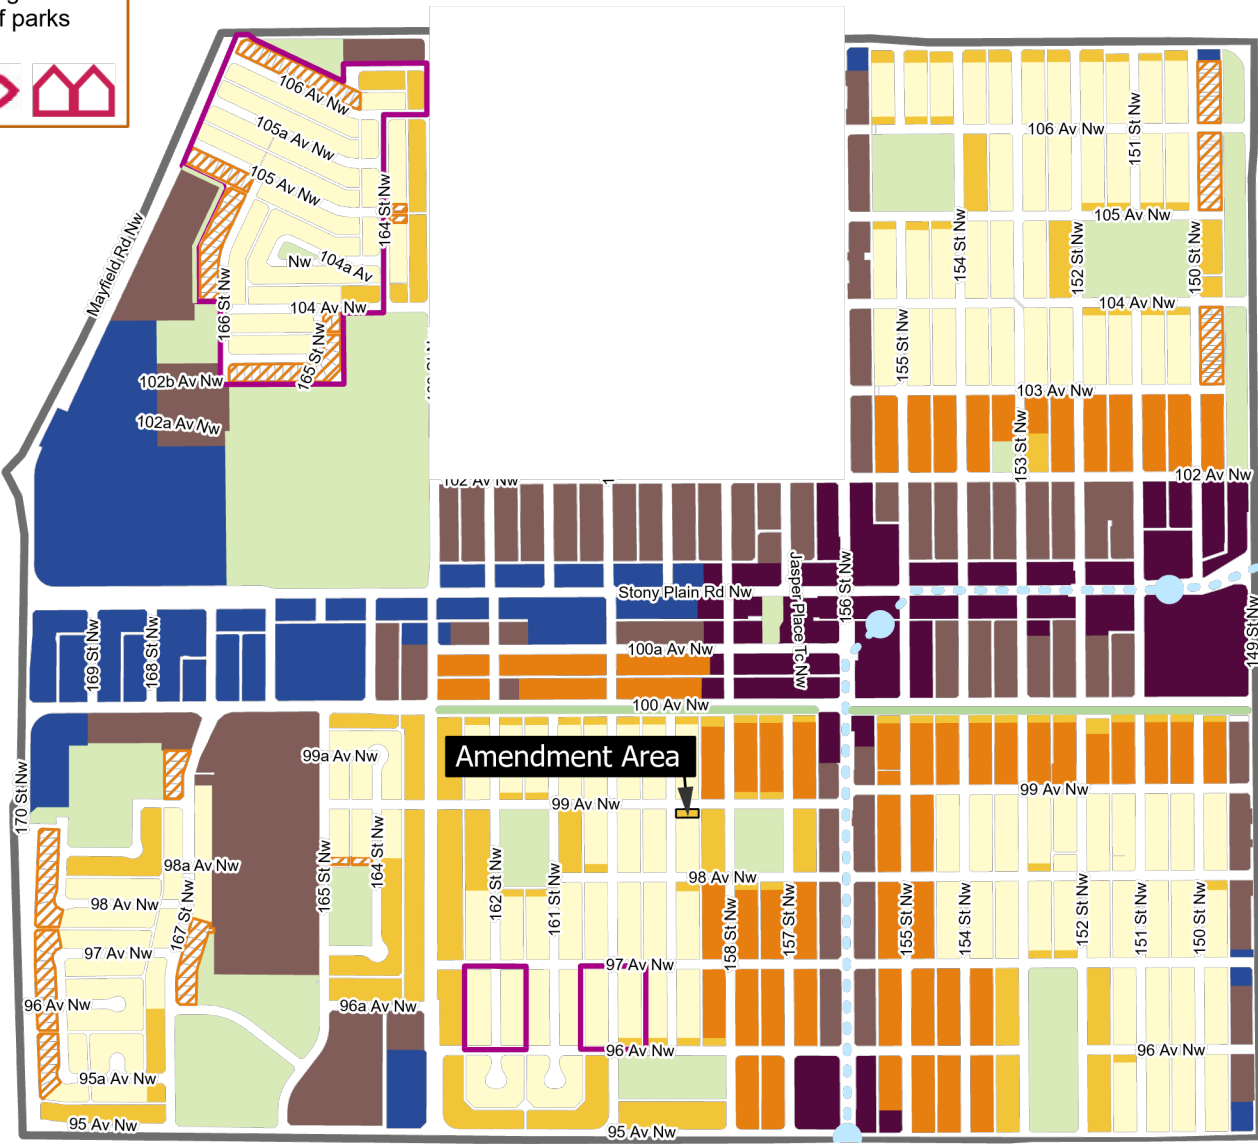 f parks
106 Av Nw
105a Av Nw
105 Av Nw
164 St Nw
Mayfield Rd Nw
Nw
104a Av
166 St Nw
104 Av Nw
165 St Nw
102b Av Nw
102a Av Nw
106 Av Nw
151 St Nw
105 Av Nw
154 St Nw
152 St Nw
150 St Nw
104 Av Nw
155 St Nw
103 Av Nw
153 St Nw
102 Av Nw
102 Av Nw
Stony Plain Rd Nw
Jasper Place Tc Nw
156 St Nw
149 St Nw
169 St Nw
168 St Nw
100a Av Nw
100 Av Nw
99a Av Nw
Amendment Area
170 St Nw
99 Av Nw
99 Av Nw
98a Av Nw
165 St Nw
164 St Nw
98 Av Nw
98 Av Nw
167 St Nw
162 St Nw
161 St Nw
158 St Nw
157 St Nw
155 St Nw
154 St Nw
152 St Nw
151 St Nw
150 St Nw
97 Av Nw
97 Av Nw
96 Av Nw
96a Av Nw
96 Av Nw
96 Av Nw
95a Av Nw
95 Av Nw
95 Av Nw